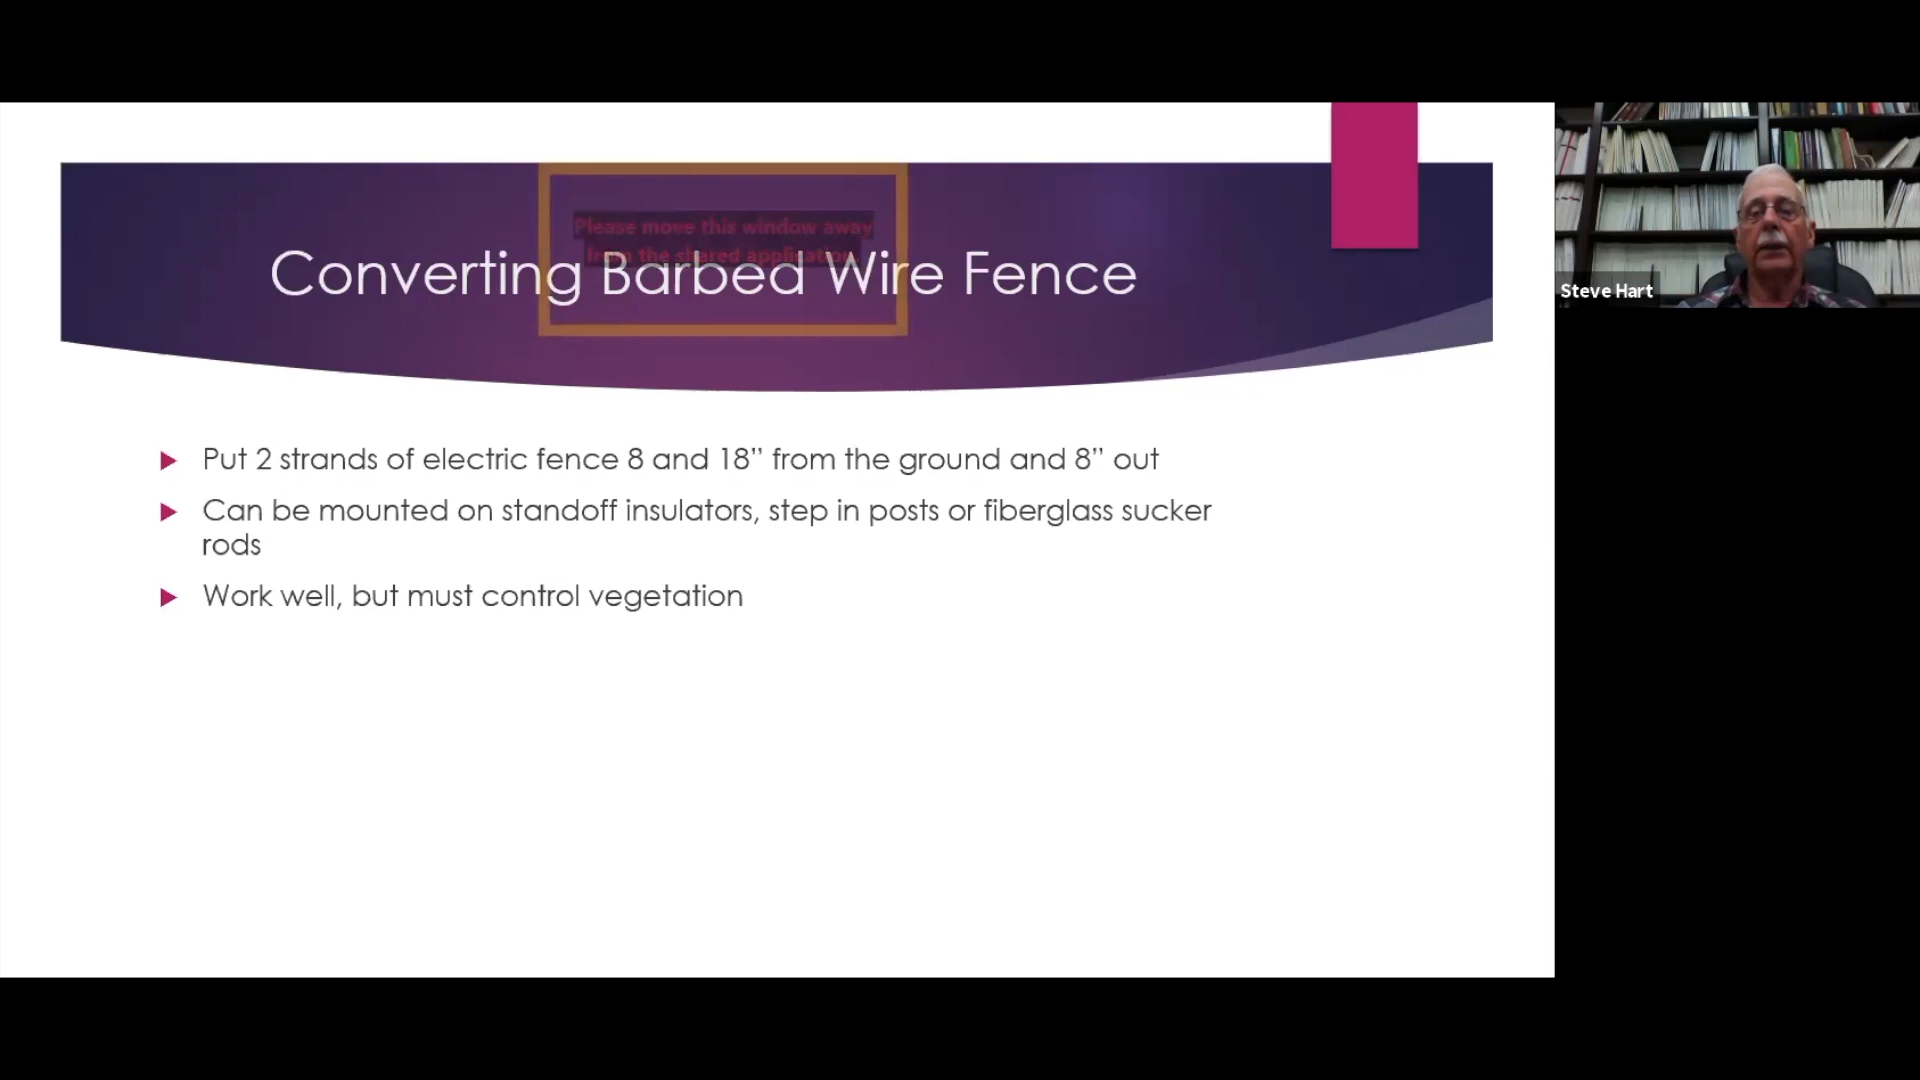 Please move this window away
from the shared application.
Converting Barbed Wire Fence
Put 2 strands of electric fence 8 and 18” from the ground and 8” out
Can be mounted on standoff insulators, step in posts or fiberglass sucker
rods
Work well, but must control vegetation
Steve Hart